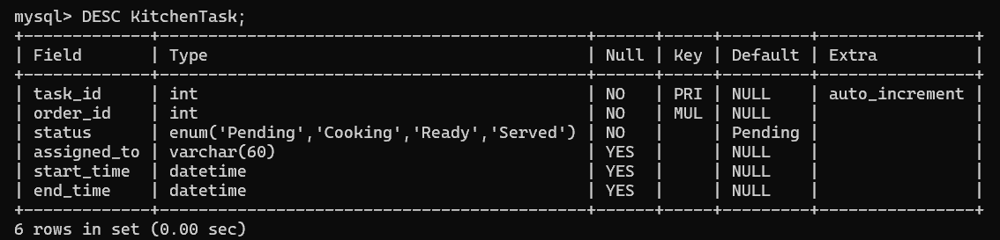 mysql> DESC KitchenTask;
+-------------+-------------------------------------------+------+-----+---------+----------------+
| Field       | Type                                      | Null | Key | Default | Extra          |
+-------------+-------------------------------------------+------+-----+---------+----------------+
| task_id     | int                                       | NO   | PRI | NULL    | auto_increment |
| order_id    | int                                       | NO   | MUL | NULL    |                |
| status      | enum('Pending','Cooking','Ready','Served') | NO   |     | Pending |                |
| assigned_to | varchar(60)                               | YES  |     | NULL    |                |
| start_time  | datetime                                  | YES  |     | NULL    |                |
| end_time    | datetime                                  | YES  |     | NULL    |                |
+-------------+-------------------------------------------+------+-----+---------+----------------+
6 rows in set (0.00 sec)